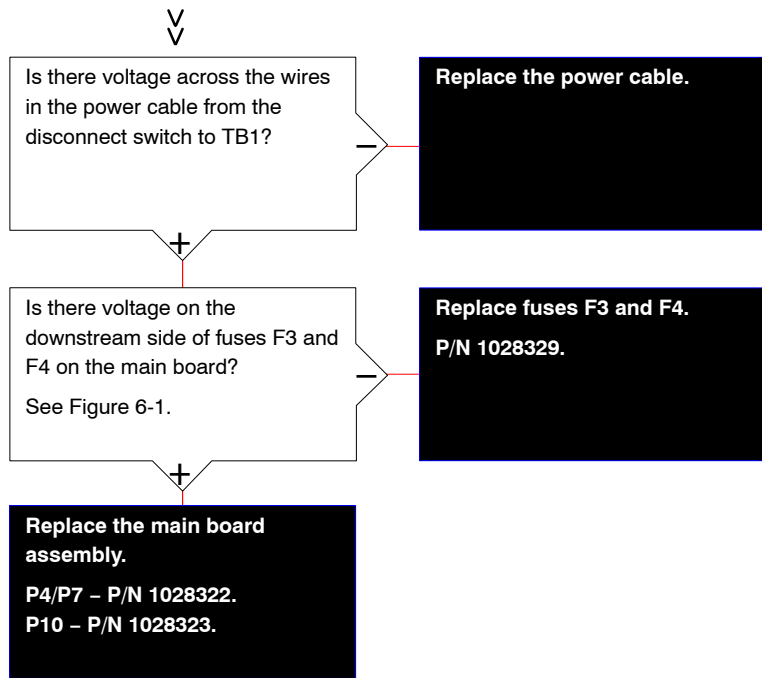 Is there voltage across the wires
in the power cable from the
disconnect switch to TB1?
−
+
Replace the power cable.
Is there voltage on the
downstream side of fuses F3 and
F4 on the main board?
See Figure 6-1.
−
+
Replace fuses F3 and F4.
P/N 1028329.
Replace the main board
assembly.
P4/P7 – P/N 1028322.
P10 – P/N 1028323.